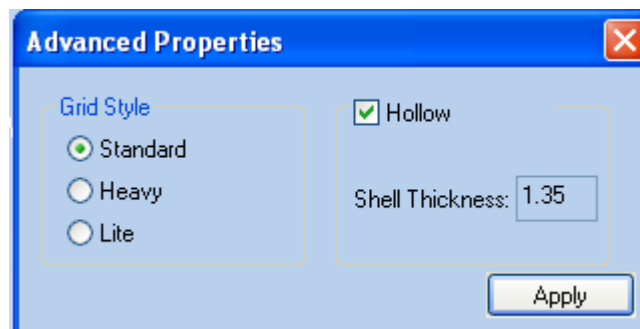 Advanced Properties
Grid Style
Standard
Heavy
Lite
Hollow
Shell Thickness: 1.35
Apply